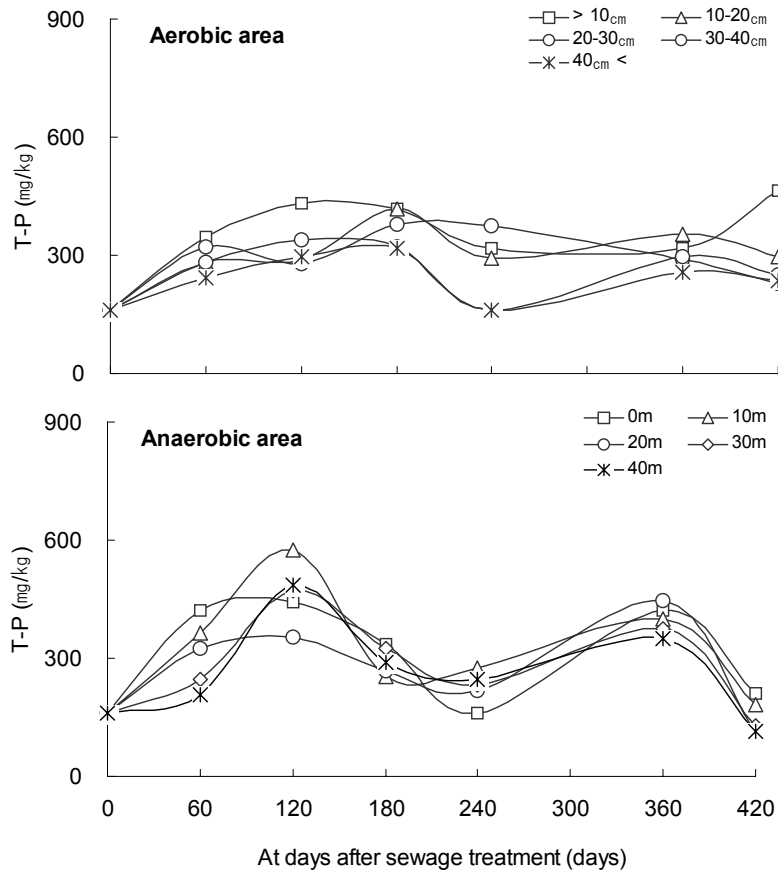 900
Aerobic area
> 10㎝
10-20㎝
20-30㎝
30-40㎝
40㎝ <
600
T-P (㎎/㎏)
300
0
900
Anaerobic area
0m
10m
20m
30m
40m
600
T-P (㎎/㎏)
300
0
0 60 120 180 240 300 360 420
At days after sewage treatment (days)